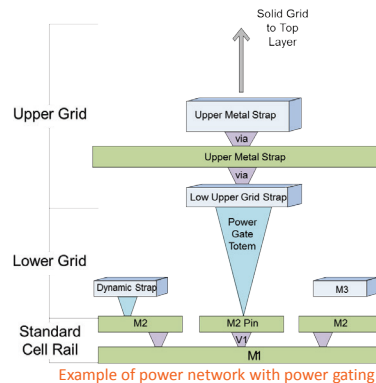 Solid Grid
to Top
Layer
Upper Grid
Upper Metal Strap
via
Upper Metal Strap
via
Low Upper Grid Strap
Power
Gate
Totem
Lower Grid
Dynamic Strap
M3
M2
M2 Pin
M2
Standard
Cell Rail
V1
M1
Example of power network with power gating